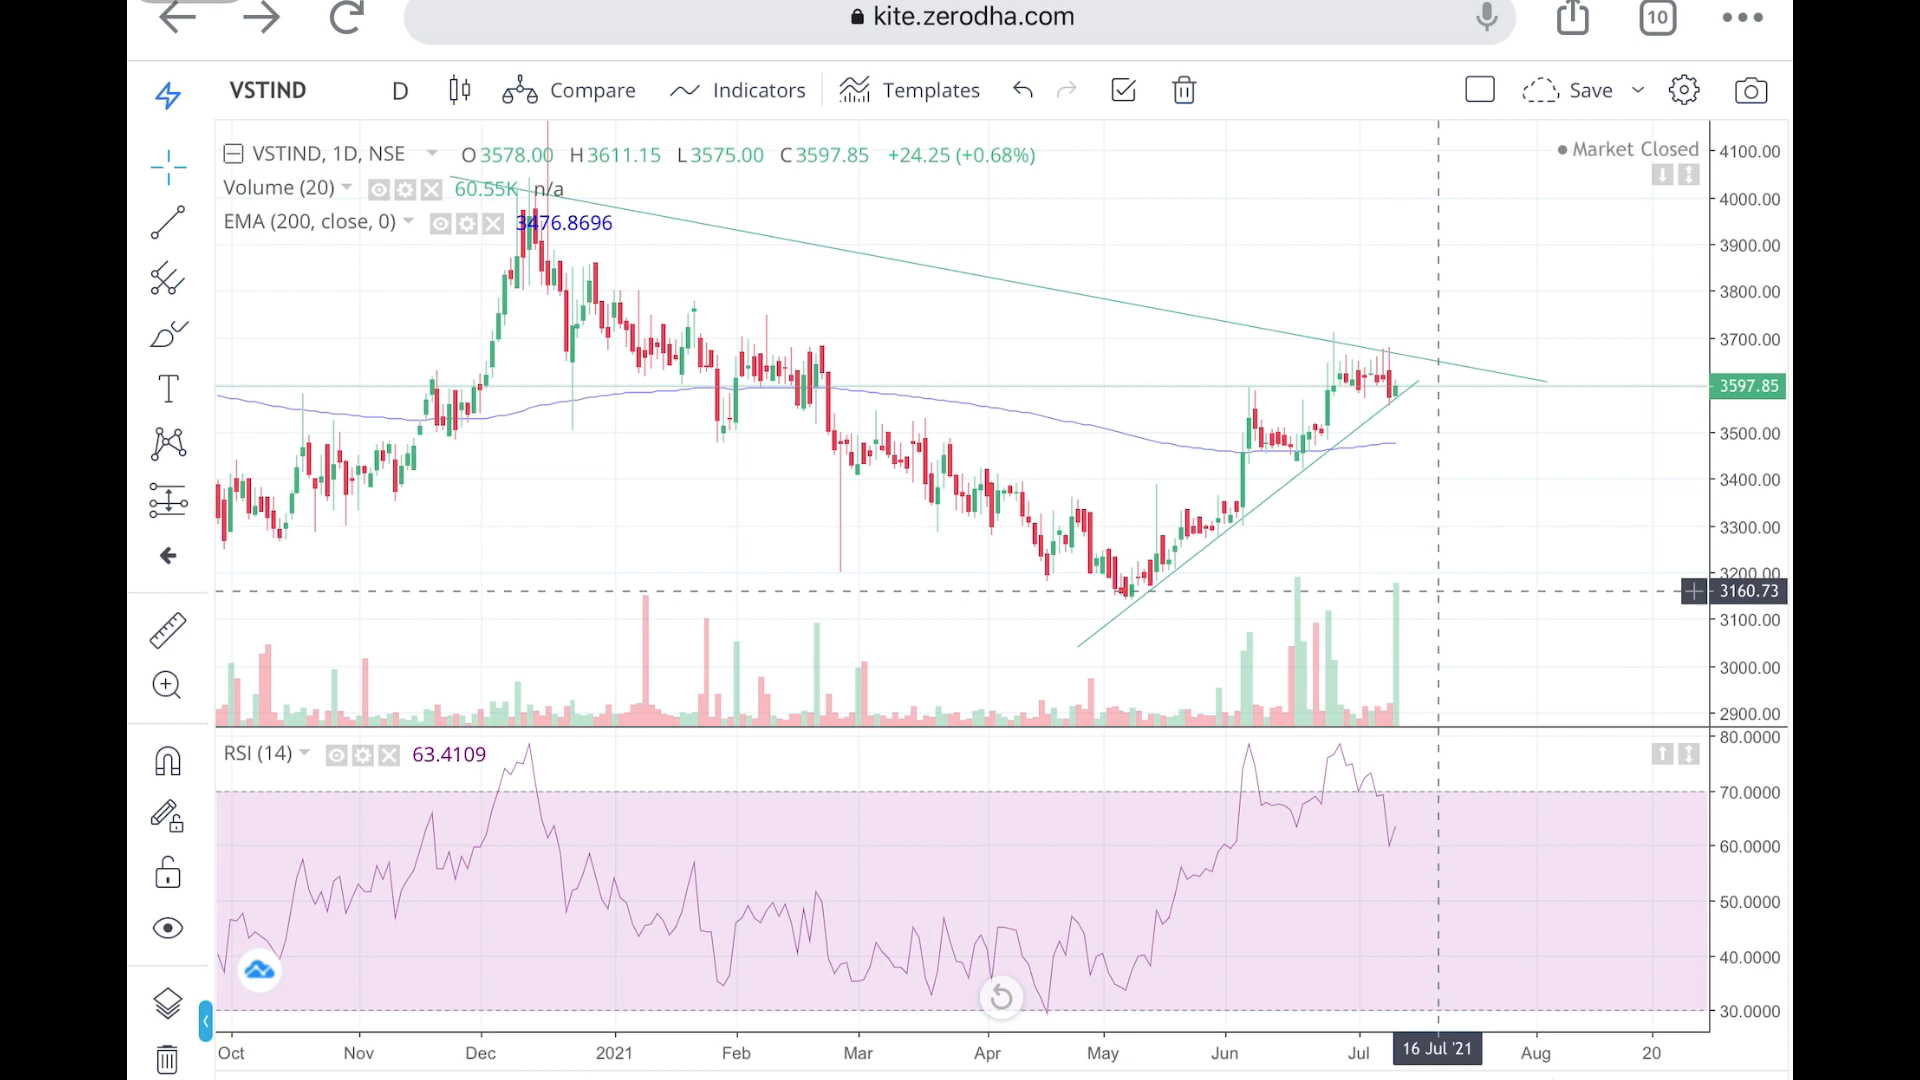 kite.zerodha.com
10
VSTIND
D
Compare
Indicators
Templates
Save
VSTIND, 1D, NSE
O3578.00 H3611.15 L3575.00 C3597.85 +24.25 (+0.68%)
Market Closed
Volume (20)
60.55K n/a
EMA (200, close, 0)
3476.8696
4100.00
4000.00
3900.00
3800.00
3700.00
3597.85
3500.00
3400.00
3300.00
3200.00
3160.73
3100.00
3000.00
2900.00
RSI (14)
63.4109
80.0000
70.0000
60.0000
50.0000
40.0000
30.0000
Oct
Nov
Dec
2021
Feb
Mar
Apr
May
Jun
Jul
16 Jul '21
Aug
20